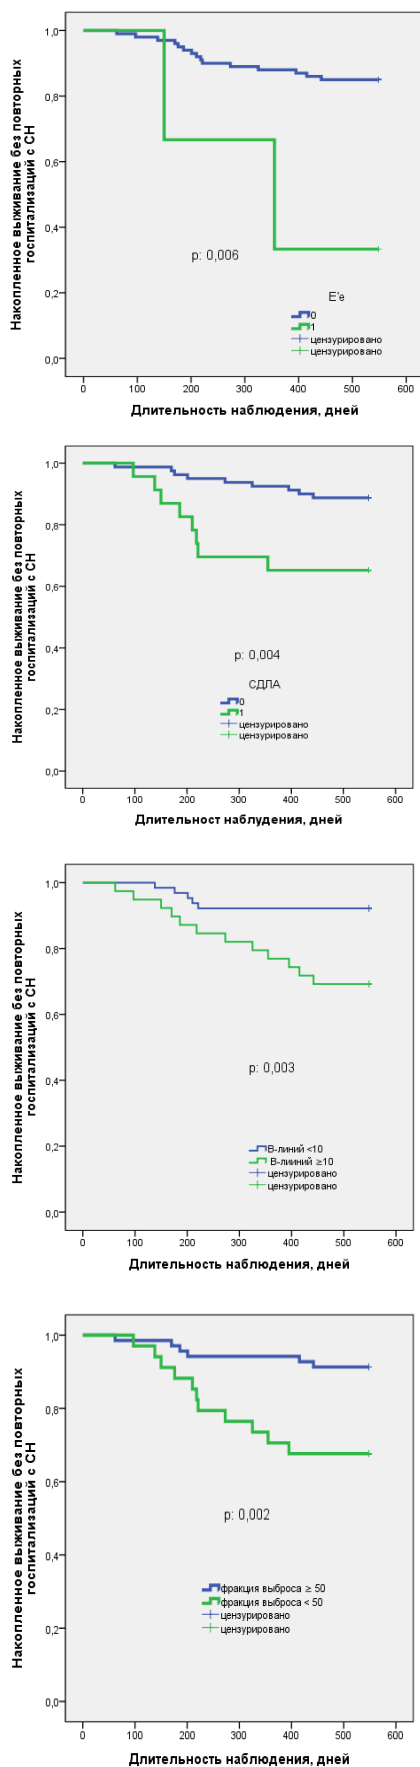 Накопленное выживание без повторных
госпитализаций с СН
1,0
0,8
0,6
0,4
0,2
0,0
p: 0,006
E'e
0
1
цензурировано
цензурировано
0 100 200 300 400 500 600
Длительность наблюдения, дней
Накопленное выживание без повторных
госпитализаций с СН
1,0
0,8
0,6
0,4
0,2
0,0
p: 0,004
СДЛА
0
1
цензурировано
цензурировано
0 100 200 300 400 500 600
Длительност наблудения, дней
Накопленное выживание без повторных
госпитализаций с СН
1,0
0,8
0,6
0,4
0,2
0,0
p: 0,003
В-линий <10
В-лииний ≥10
цензурировано
цензурировано
0 100 200 300 400 500 600
Длительность наблюдения, дней
Накопленное выживание без повторных
госпитализаций с СН
1,0
0,8
0,6
0,4
0,2
0,0
p: 0,002
фракция выброса ≥ 50
фракция выброса < 50
цензурировано
цензурировано
0 100 200 300 400 500 600
Длительность наблюдения, дней